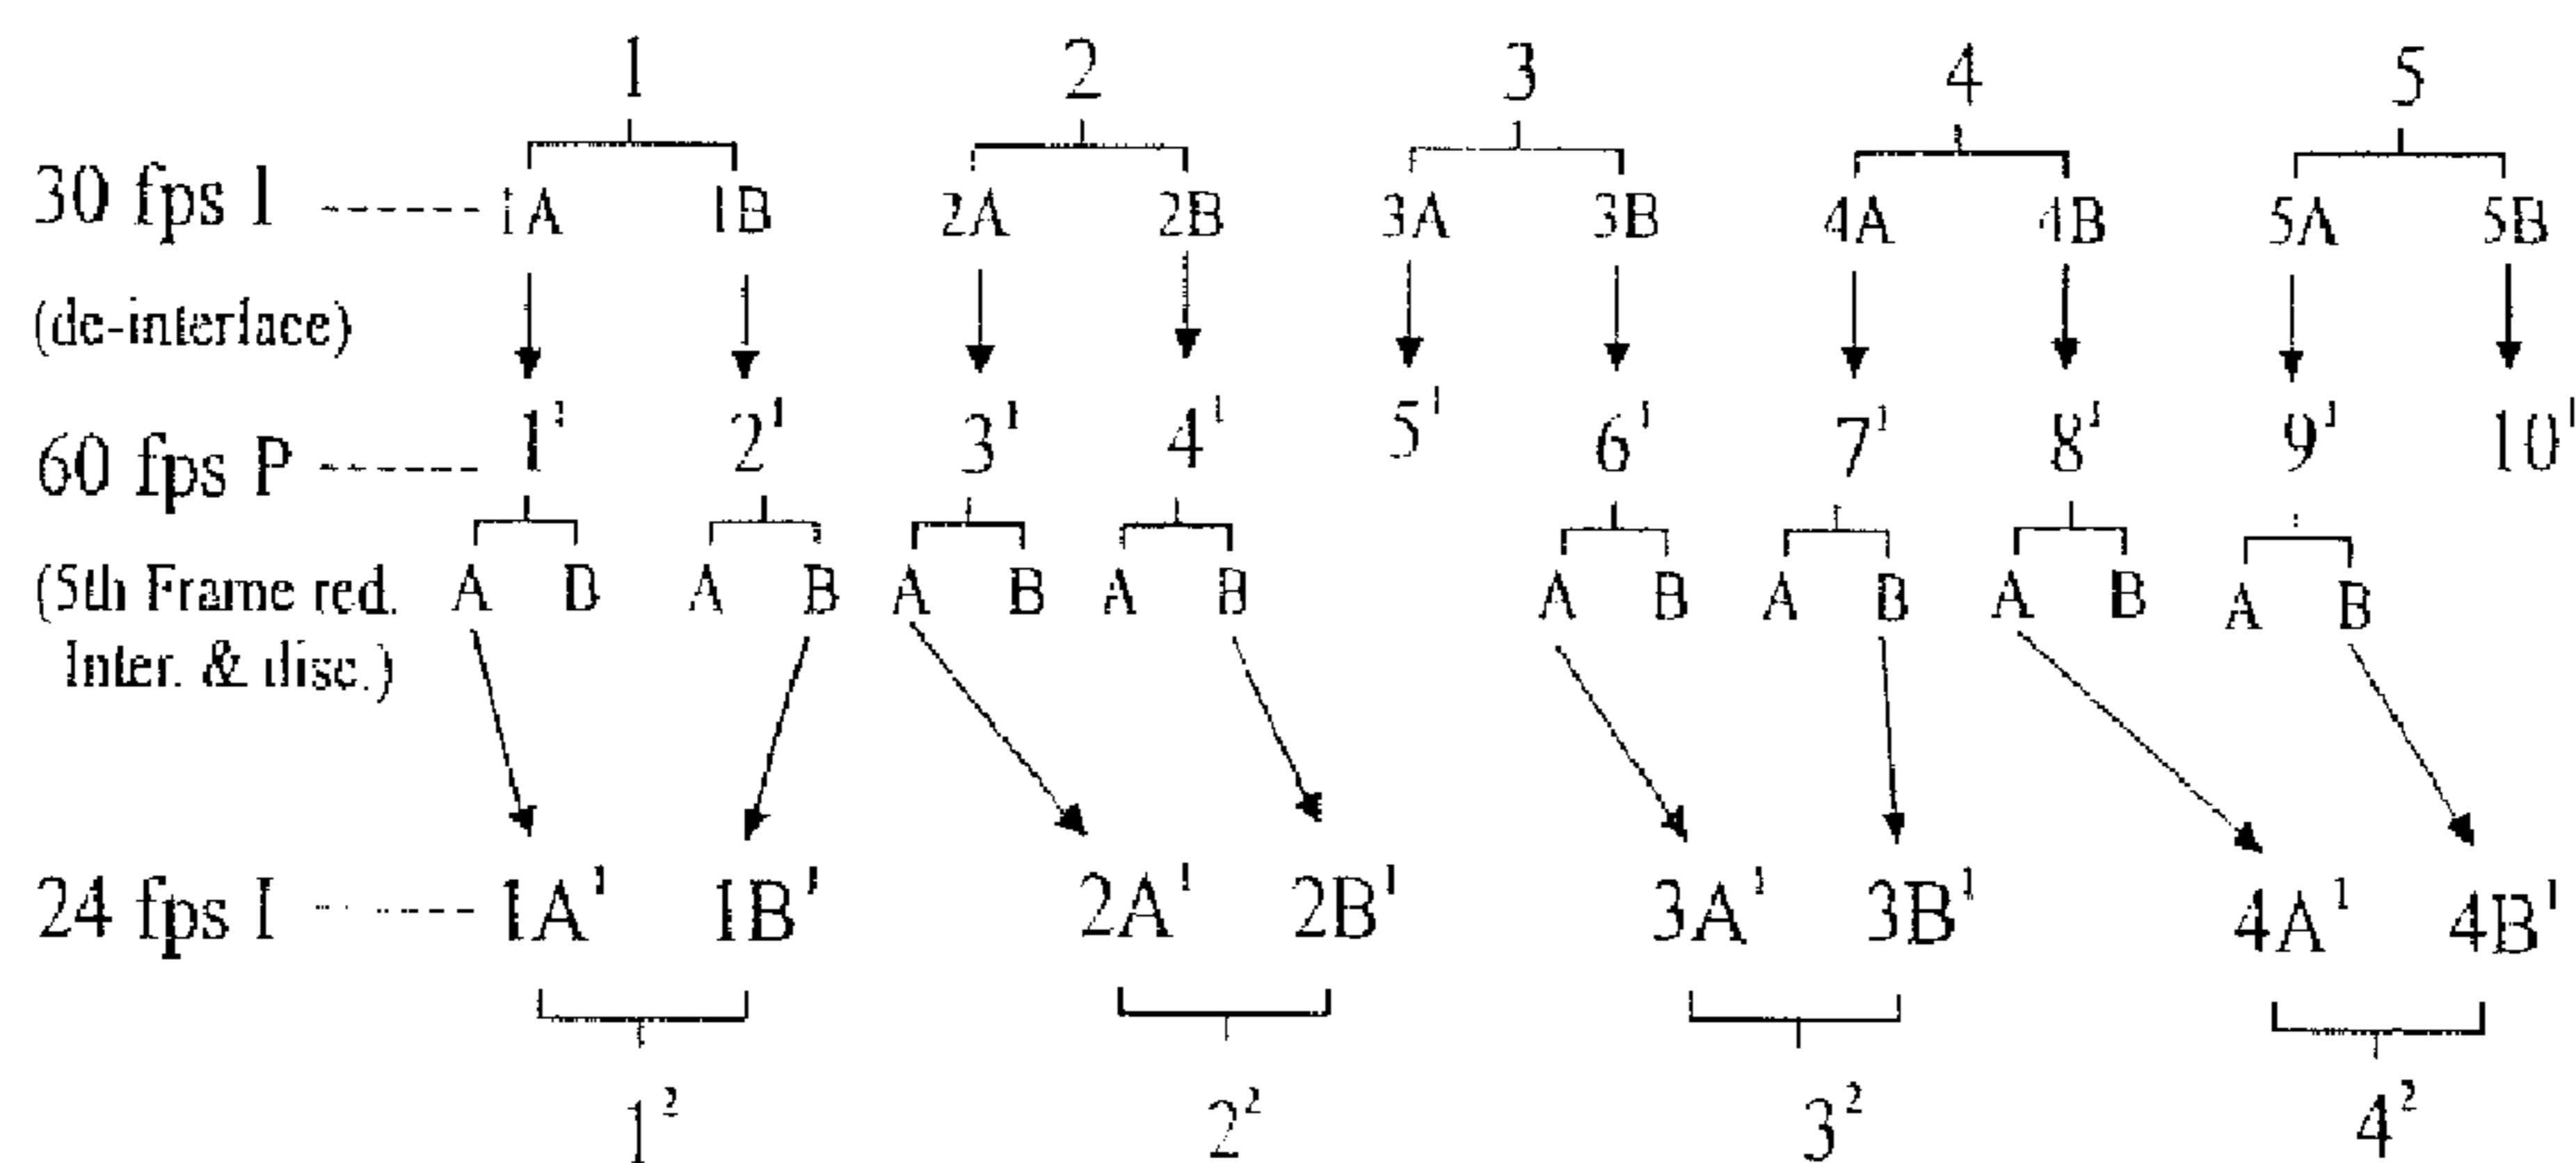 1 2 3 4 5
30 fps I ------ 1A 1B 2A 2B 3A 3B 4A 4B 5A 5B
(de-interlace)
60 fps P ------ 1¹ 2¹ 3¹ 4¹ 5¹ 6¹ 7¹ 8¹ 9¹ 10¹
(5th Frame red. A B A B A B A B A B A B A B A B
Inter. & disc.)
24 fps I ------ 1A¹ 1B¹ 2A¹ 2B¹ 3A¹ 3B¹ 4A¹ 4B¹
1² 2² 3² 4²